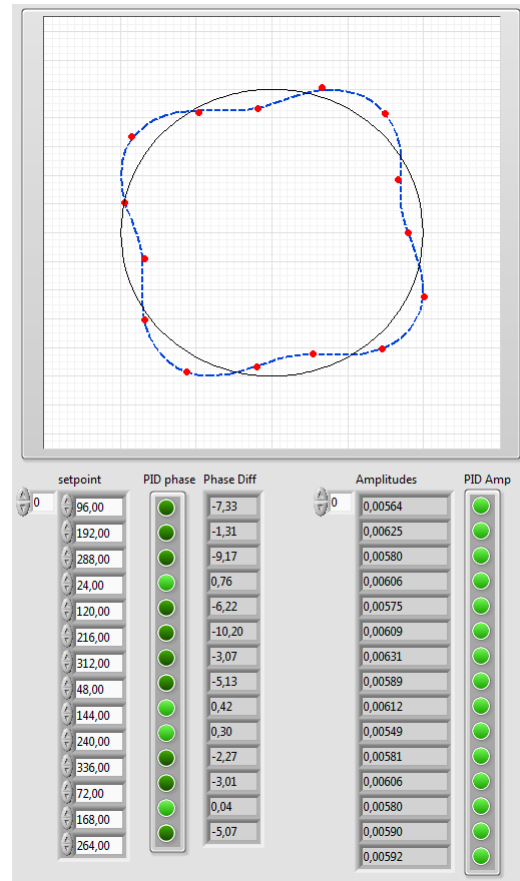 setpoint PID phase Phase Diff Amplitudes PID Amp
0 96,00 -7,33 0 0,00564
192,00 -1,31 0,00625
288,00 -9,17 0,00580
24,00 0,76 0,00606
120,00 -6,22 0,00575
216,00 -10,20 0,00609
312,00 -3,07 0,00631
48,00 -5,13 0,00589
144,00 0,42 0,00612
240,00 0,30 0,00549
336,00 -2,27 0,00581
72,00 -3,01 0,00606
168,00 0,04 0,00580
264,00 -5,07 0,00590
0,00592